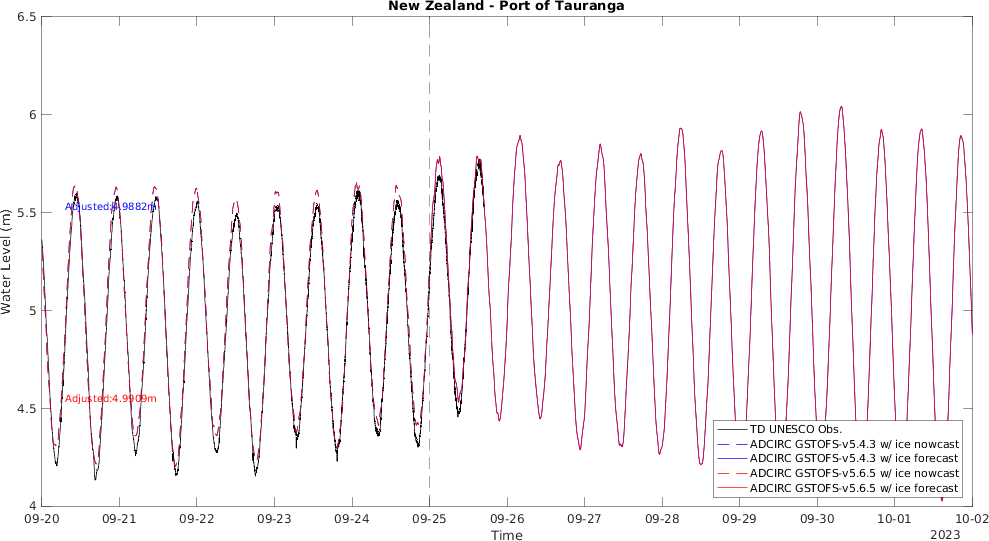 New Zealand - Port of Tauranga
Water Level (m)
6.5
6
5.5
5
4.5
4
Adjusted:4.9882m
Adjusted:4.9909m
TD UNESCO Obs.
ADCIRC GSTOFS-v5.4.3 w/ ice nowcast
ADCIRC GSTOFS-v5.4.3 w/ ice forecast
ADCIRC GSTOFS-v5.6.5 w/ ice nowcast
ADCIRC GSTOFS-v5.6.5 w/ ice forecast
09-20 09-21 09-22 09-23 09-24 09-25 09-26 09-27 09-28 09-29 09-30 10-01 10-02
Time
2023